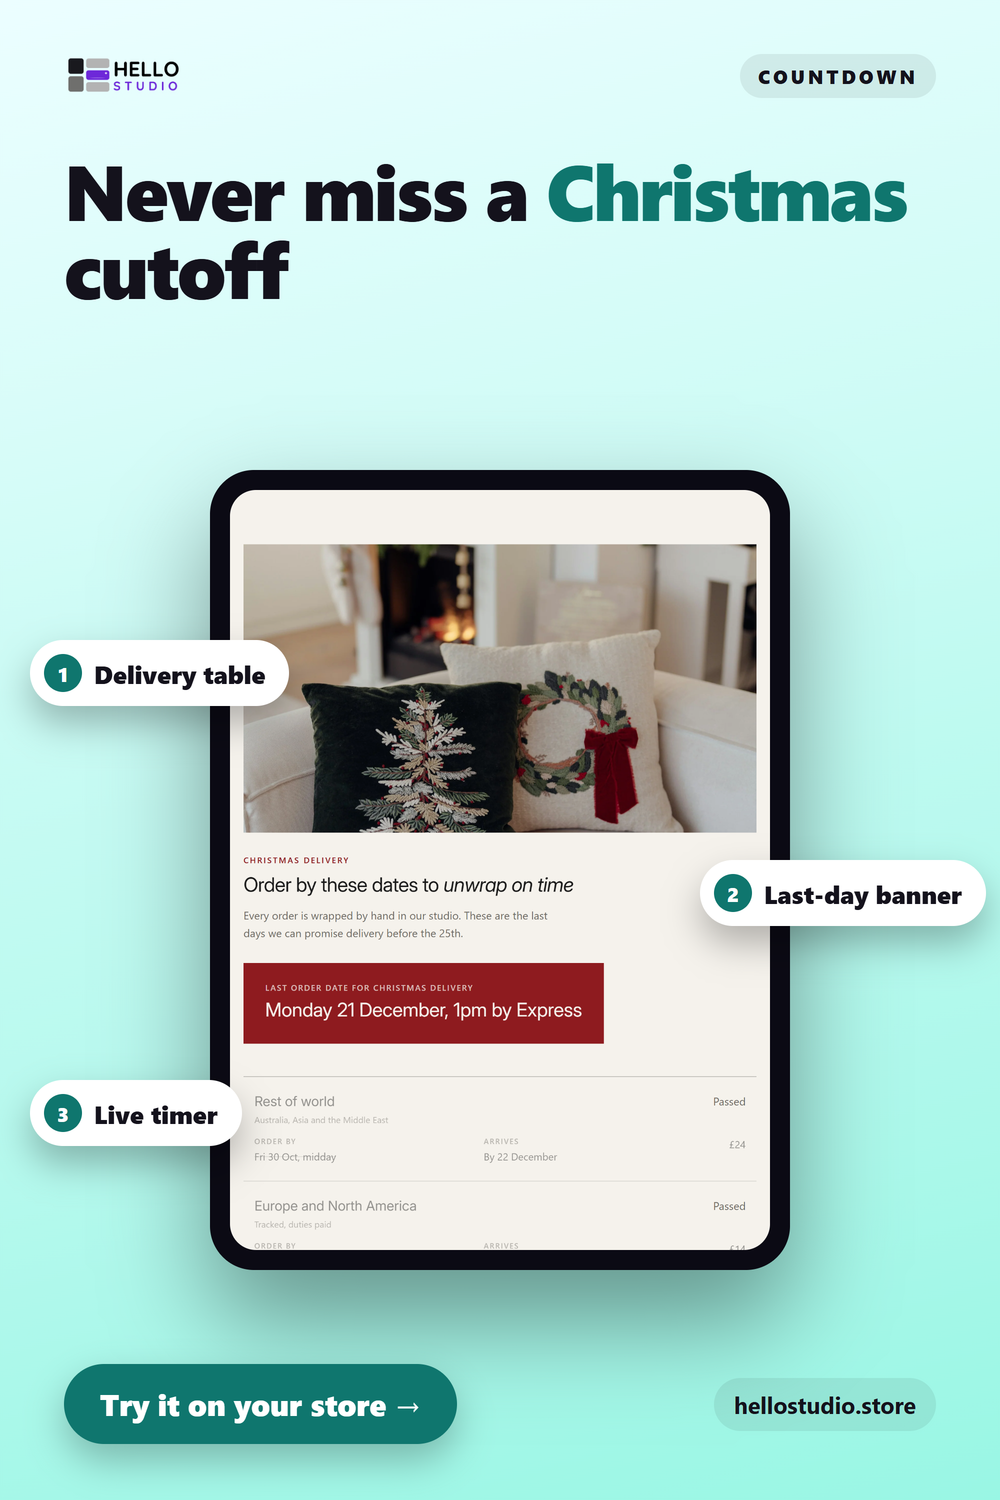 HELLO
STUDIO
COUNTDOWN
Never miss a Christmas
cutoff
1 Delivery table
CHRISTMAS DELIVERY
Order by these dates to unwrap on time
2 Last-day banner
Every order is wrapped by hand in our studio. These are the last
days we can promise delivery before the 25th.
LAST ORDER DATE FOR CHRISTMAS DELIVERY
Monday 21 December, 1pm by Express
3 Live timer
Rest of world
Passed
Australia, Asia and the Middle East
ORDER BY
ARRIVES
£24
Fri 30 Oct, midday
By 22 December
Europe and North America
Passed
Tracked, duties paid
ORDER BY
ARRIVES
£14
Try it on your store →
hellostudio.store